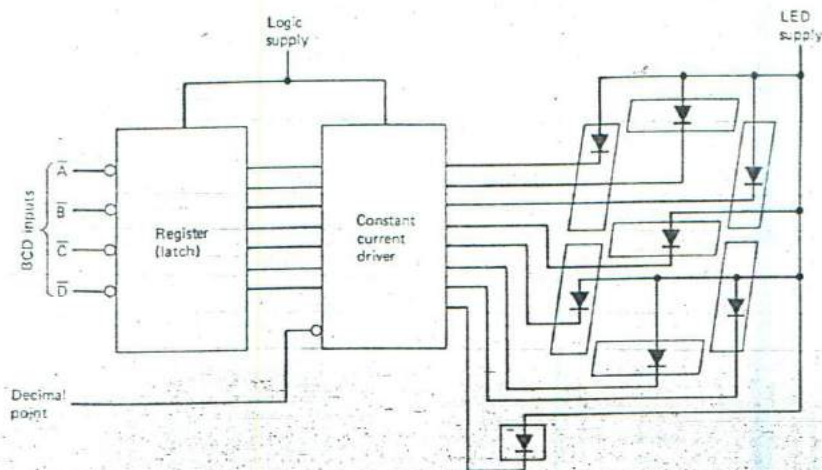 Logic
supply
LED
supply
BCD inputs
A̅
B̅
C̅
D̅
Register
(latch)
Constant
current
driver
Decimal
point